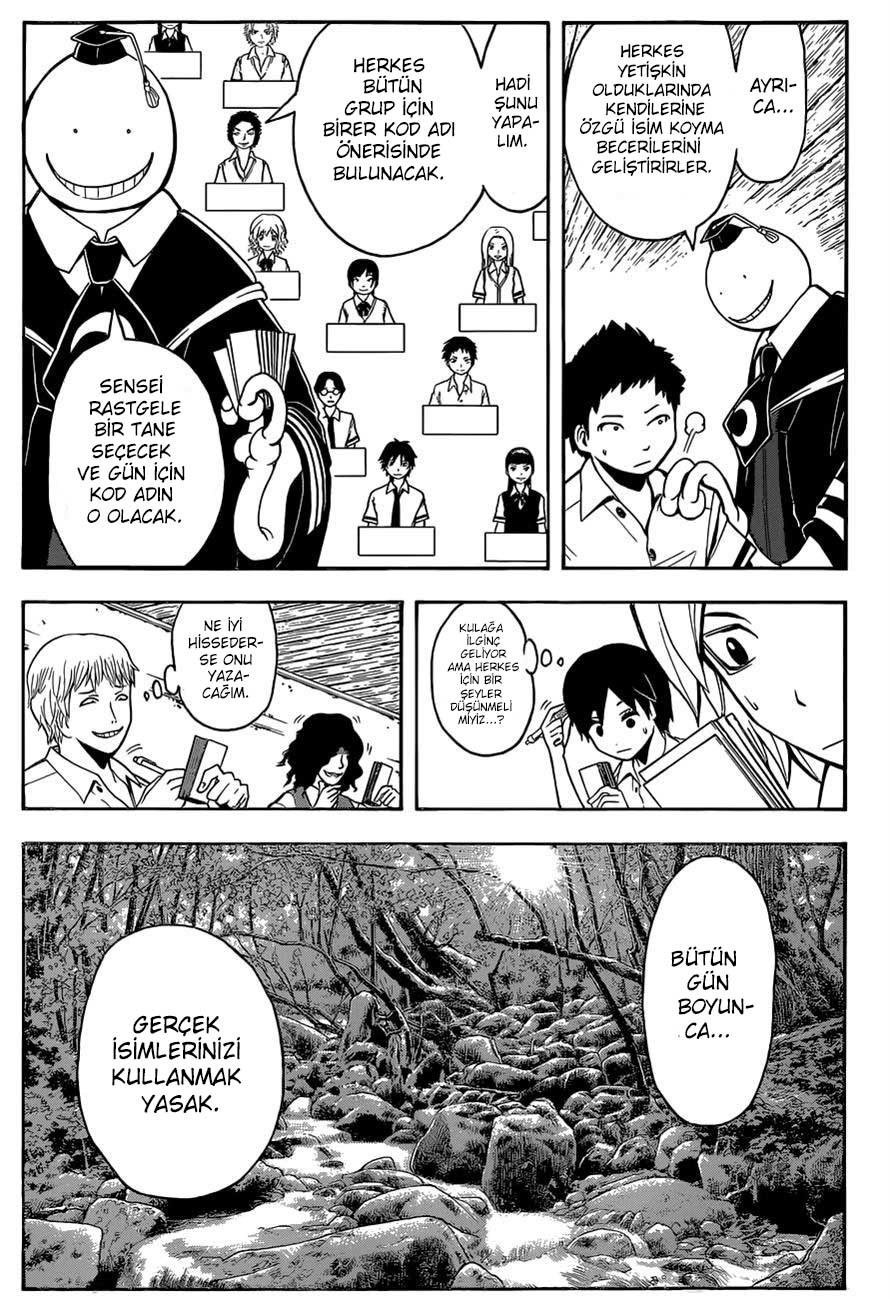 AYRI-
CA...
HERKES
YETİŞKİN
OLDUKLARINDA
KENDİLERİNE
ÖZGÜ İSİM KOYMA
BECERİLERİNİ
GELİŞTİRİRLER.
HADİ
ŞUNU
YAPA-
LIM.
HERKES
BÜTÜN
GRUP İÇİN
BİRER KOD ADI
ÖNERİSİNDE
BULUNACAK.
SENSEİ
RASTGELE
BİR TANE
SEÇECEK
VE GÜN İÇİN
KOD ADIN
O OLACAK.
KULAĞA
İLGİNÇ
GELİYOR
AMA HERKES
İÇİN BİR
ŞEYLER
DÜŞÜNMELİ
MİYİZ...?
NE İYİ
HİSSEDER-
SE ONU
YAZA-
CAĞIM.
BÜTÜN
GÜN
BOYUN-
CA...
GERÇEK
İSİMLERİNİZİ
KULLANMAK
YASAK.